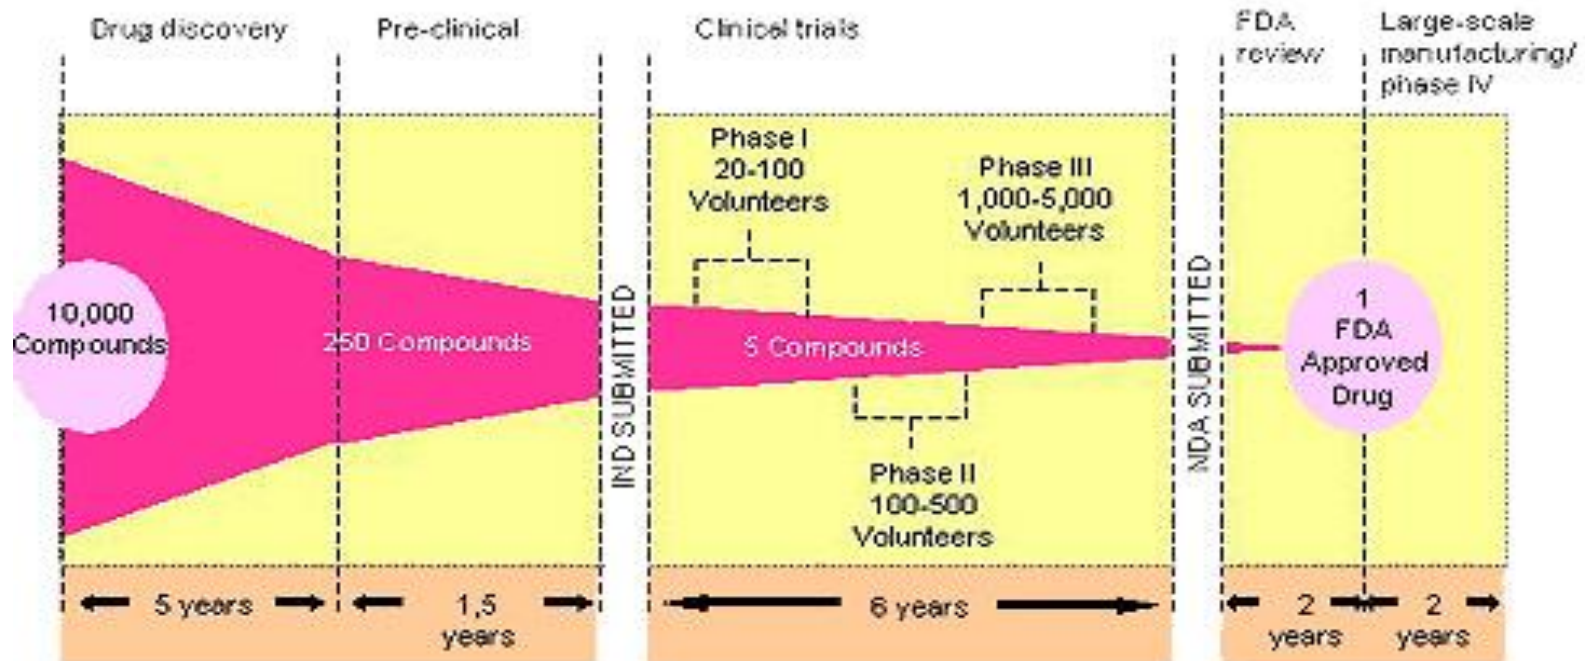 Drug discovery
Pre-clinical
Clinical trials
FDA
review
Large-scale
manufacturing/
phase IV
10,000
Compounds
250 Compounds
IND SUBMITTED
Phase I
20-100
Volunteers
5 Compounds
Phase II
100-500
Volunteers
Phase III
1,000-5,000
Volunteers
NDA SUBMITTED
1
FDA
Approved
Drug
5 years
1,5
years
6 years
2
years
2
years